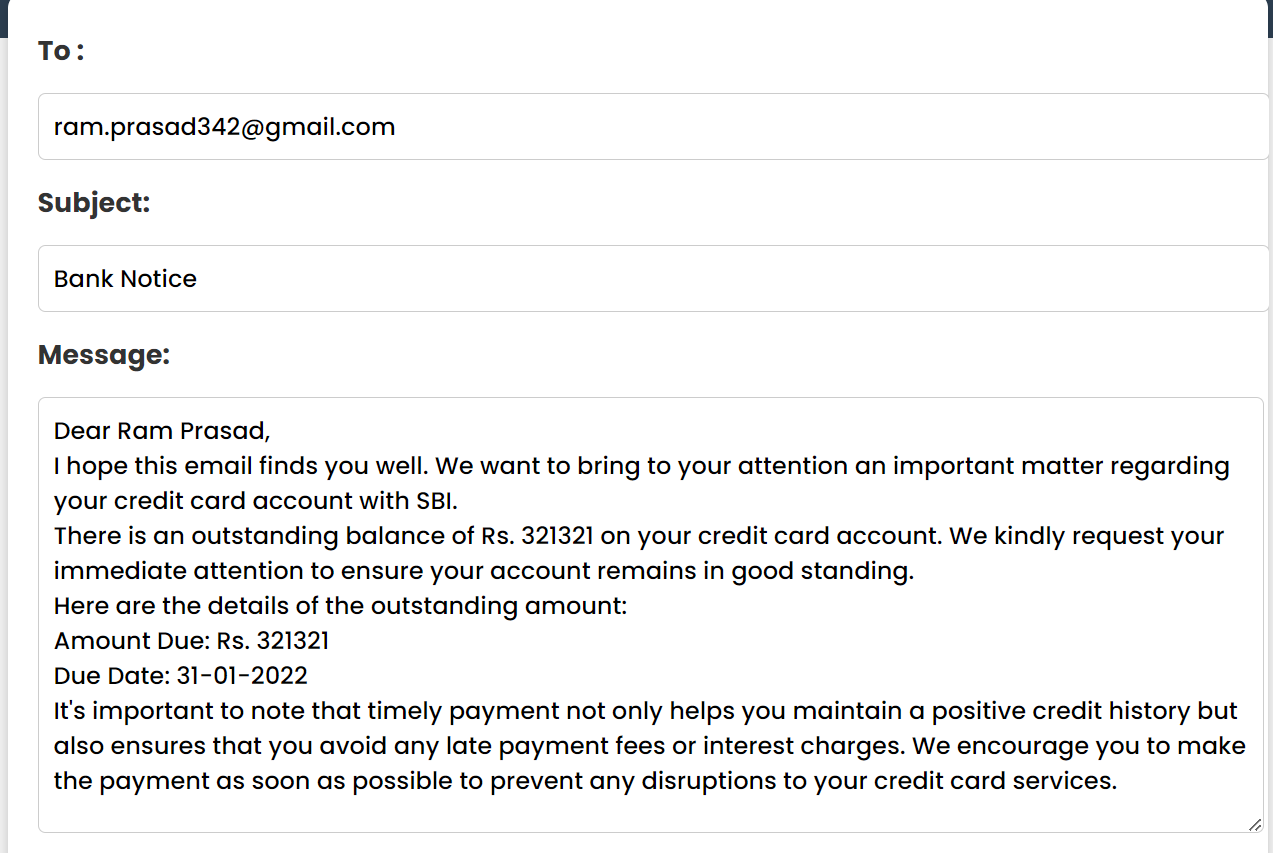 To :
ram.prasad342@gmail.com
Subject:
Bank Notice
Message:
Dear Ram Prasad,
I hope this email finds you well. We want to bring to your attention an important matter regarding
your credit card account with SBI.
There is an outstanding balance of Rs. 321321 on your credit card account. We kindly request your
immediate attention to ensure your account remains in good standing.
Here are the details of the outstanding amount:
Amount Due: Rs. 321321
Due Date: 31-01-2022
It's important to note that timely payment not only helps you maintain a positive credit history but
also ensures that you avoid any late payment fees or interest charges. We encourage you to make
the payment as soon as possible to prevent any disruptions to your credit card services.